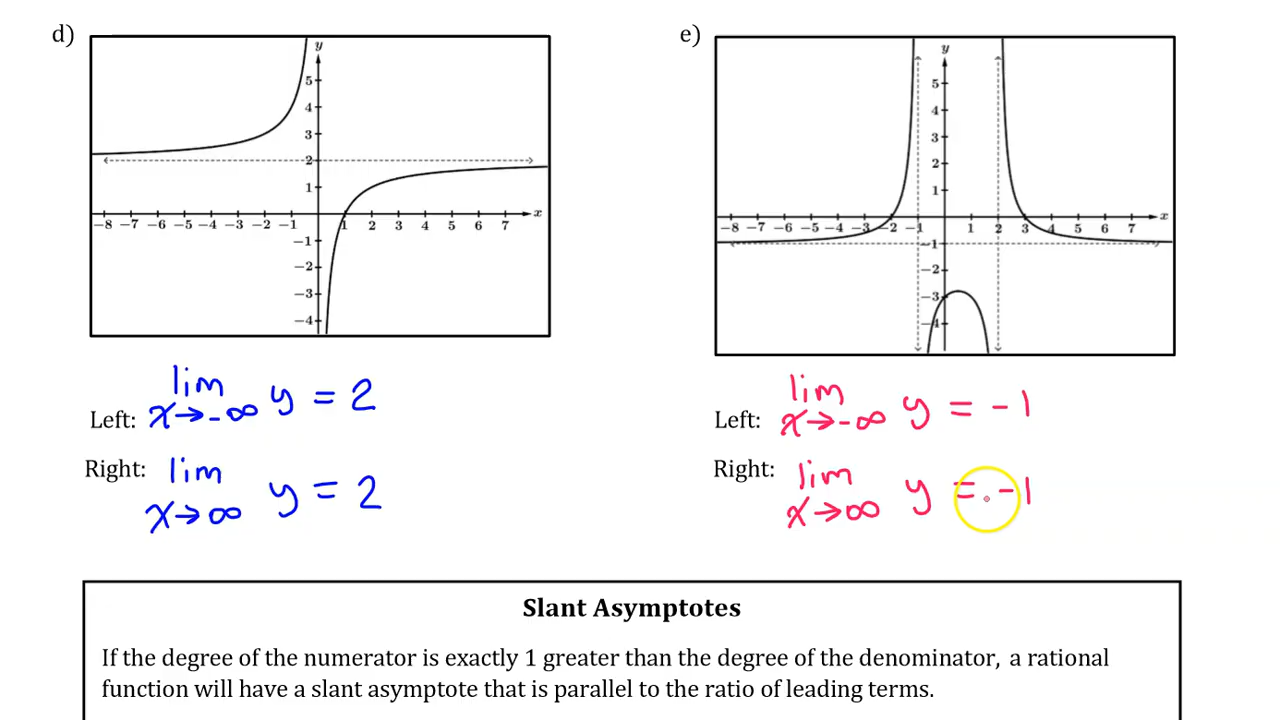 d)
y
5
4
3
2
1
-8 -7 -6 -5 -4 -3 -2 -1 1 2 3 4 5 6 7 x
-1
-2
-3
-4
Left: lim x→-∞ y = 2
Right: lim x→∞ y = 2
e)
y
5
4
3
2
1
-8 -7 -6 -5 -4 -3 -2 -1 1 2 3 4 5 6 7 x
-1
-2
-3
-4
Left: lim x→-∞ y = -1
Right: lim x→∞ y = -1
Slant Asymptotes
If the degree of the numerator is exactly 1 greater than the degree of the denominator, a rational
function will have a slant asymptote that is parallel to the ratio of leading terms.